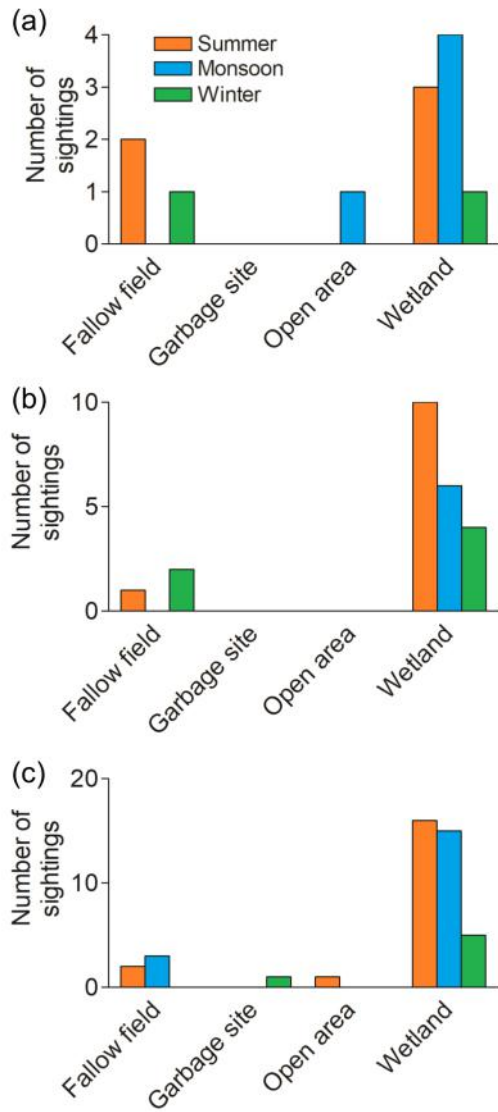 (a)
Number of
sightings
4
3
2
1
0
Summer
Monsoon
Winter
Fallow field
Garbage site
Open area
Wetland
(b)
Number of
sightings
10
5
0
Fallow field
Garbage site
Open area
Wetland
(c)
Number of
sightings
20
10
0
Fallow field
Garbage site
Open area
Wetland